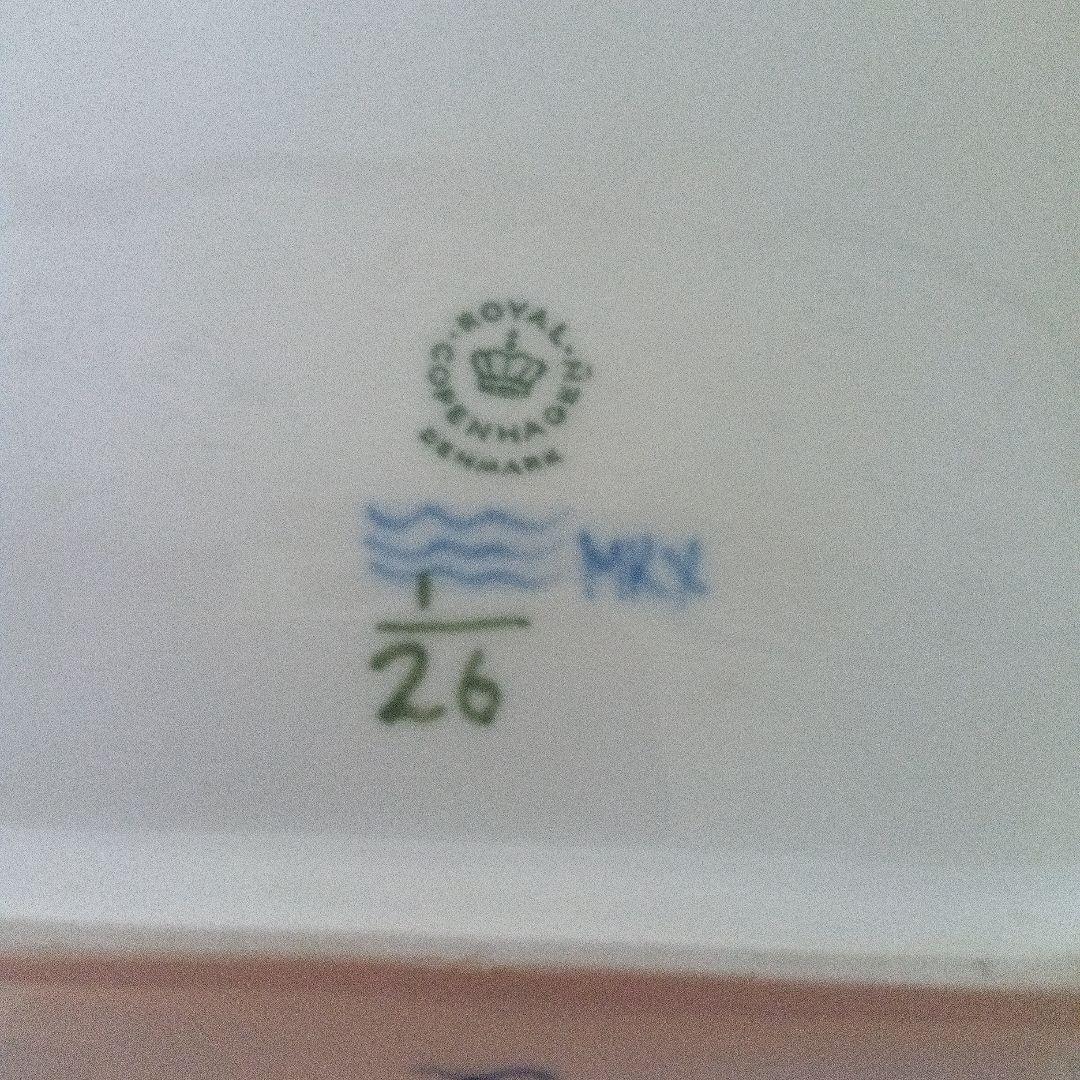 ROYAL
COPENHAGEN
DENMARK
1
26